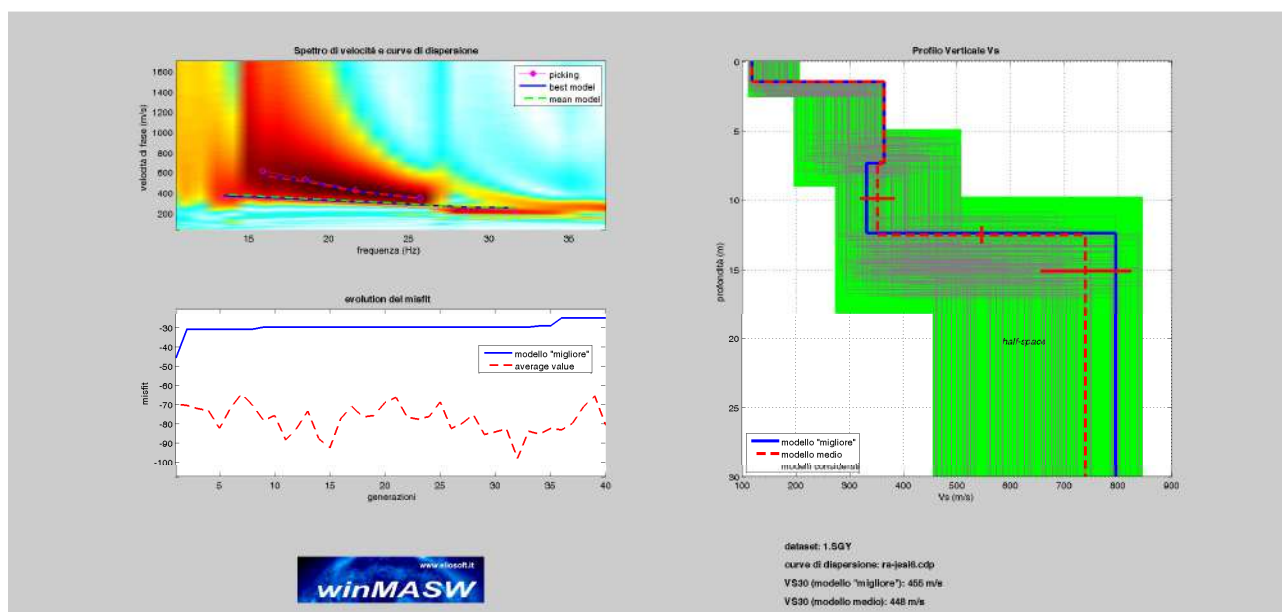 Spettro di velocità e curve di dispersione
1600
1400
1200
1000
800
600
400
200
velocità di fase (m/s)
picking
best model
mean model
15
20
25
30
35
frequenza (Hz)
evolution del misfit
-30
-40
-50
-60
-70
-80
-90
-100
misfit
modello "migliore"
average value
5
10
15
20
25
30
35
40
generazioni
Profilo Verticale Vs
0
5
10
15
20
25
30
profondità (m)
half-space
modello "migliore"
modello medio
modelli considerati
100
200
300
400
500
600
700
800
900
Vs (m/s)
www.eliosoft.it
winMASW
dataset: 1.SGY
curve di dispersione:
VS30 (modello "migliore"): 455 m/s
VS30 (modello medio): 448 m/s